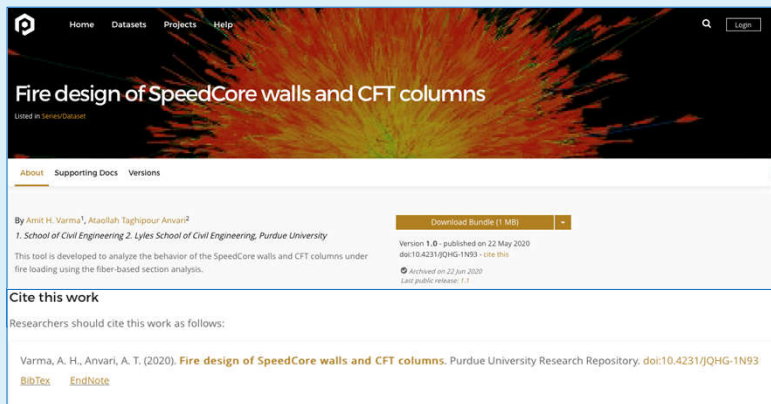 Home Datasets Projects Help Login
Fire design of SpeedCore walls and CFT columns
Listed in Series/Dataset
About Supporting Docs Versions
By Amit H. Varma1, Ataollah Taghipour Anvari2
1. School of Civil Engineering 2. Lyles School of Civil Engineering, Purdue University
This tool is developed to analyze the behavior of the SpeedCore walls and CFT columns under
fire loading using the fiber-based section analysis.
Download Bundle (1 MB)
Version 1.0 - published on 22 May 2020
doi:10.4231/JQHG-1N93 - cite this
Archived on 22 Jun 2020
Last public release: 1.1
Cite this work
Researchers should cite this work as follows:
Varma, A. H., Anvari, A. T. (2020). Fire design of SpeedCore walls and CFT columns. Purdue University Research Repository. doi:10.4231/JQHG-1N93
BibTex EndNote